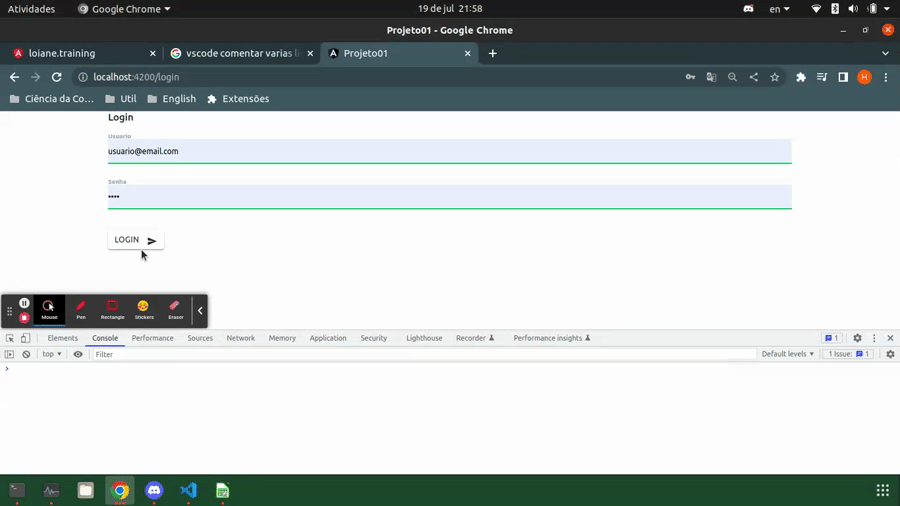 Atividades
Google Chrome
19 de jul 21:58
en
Projeto01 - Google Chrome
loiane.training
vscode comentar varias li
Projeto01
localhost:4200/login
H
Ciência da Co…
Util
English
Extensões
Login
Usuario
usuario@email.com
Senha
••••
LOGIN
Mouse
Pen
Rectangle
Stickers
Eraser
Elements
Console
Performance
Sources
Network
Memory
Application
Security
Lighthouse
Recorder
Performance insights
1
top
Filter
Default levels
1 Issue: 1